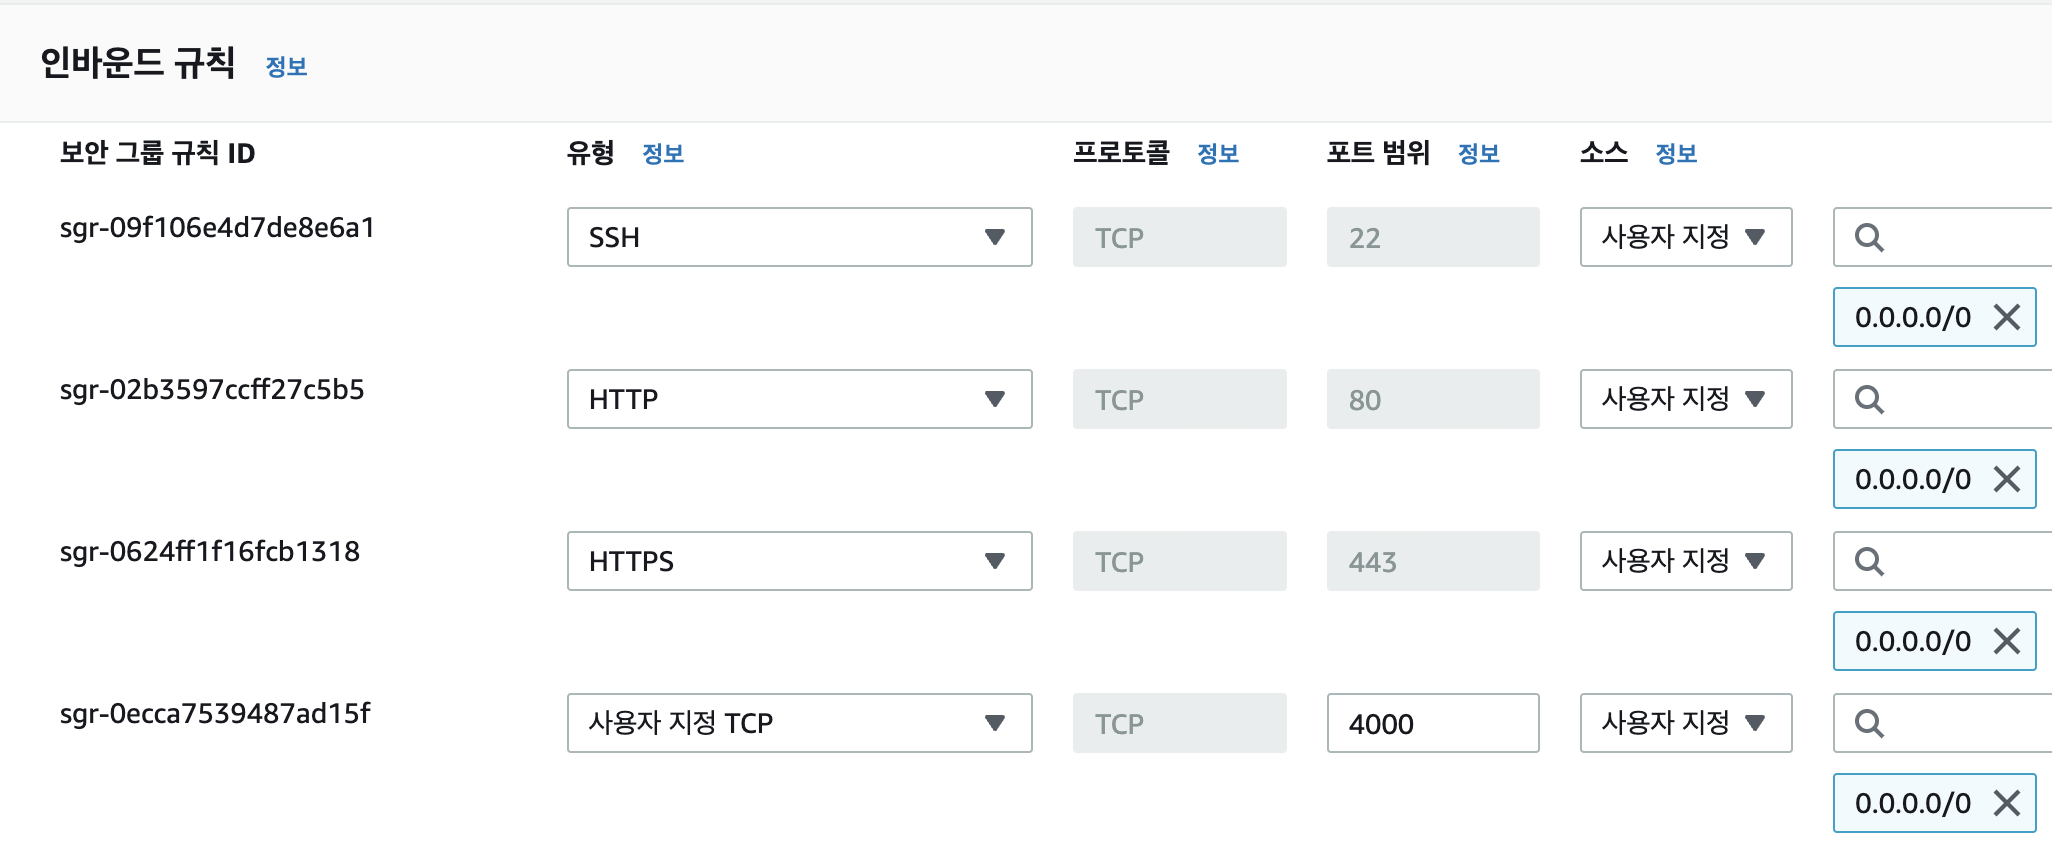 인바운드 규칙 정보
보안 그룹 규칙 ID 유형 정보 프로토콜 정보 포트 범위 정보 소스 정보
sgr-09f106e4d7de8e6a1 SSH TCP 22 사용자 지정
0.0.0.0/0
sgr-02b3597ccff27c5b5 HTTP TCP 80 사용자 지정
0.0.0.0/0
sgr-0624ff1f16fcb1318 HTTPS TCP 443 사용자 지정
0.0.0.0/0
sgr-0ecca7539487ad15f 사용자 지정 TCP TCP 4000 사용자 지정
0.0.0.0/0